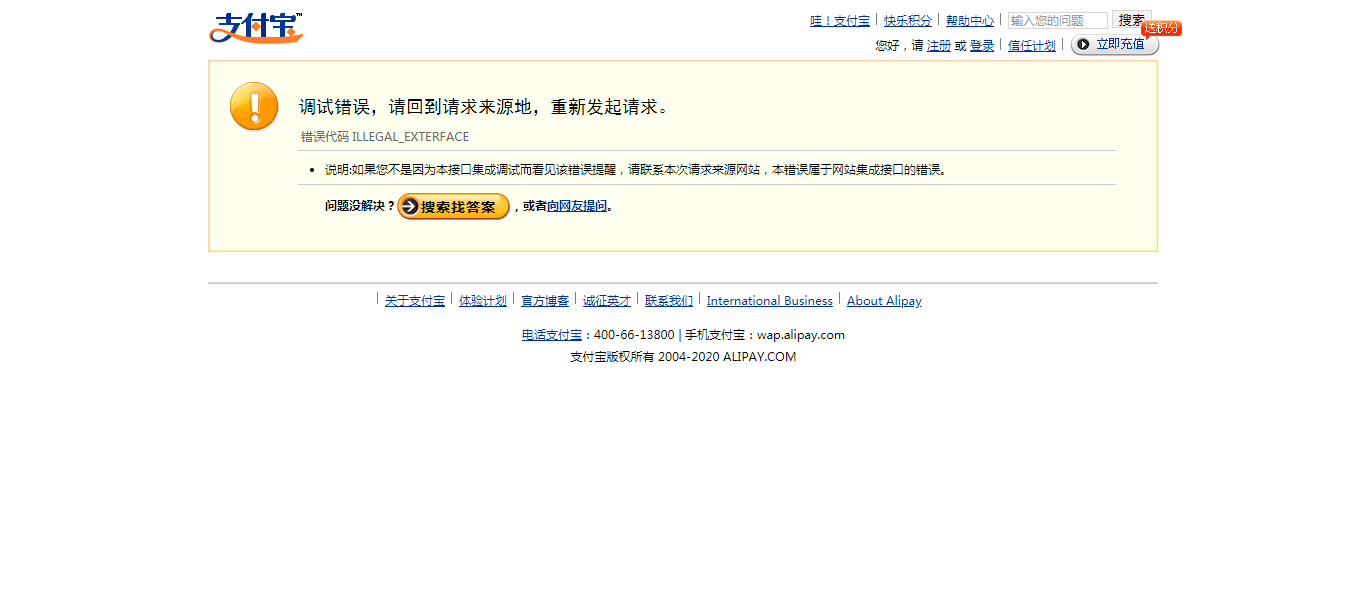 支付宝™
哇！支付宝 | 快乐积分 | 帮助中心 | 输入您的问题 搜索
送积分
您好，请 注册 或 登录 | 信任计划 | 立即充值
调试错误，请回到请求来源地，重新发起请求。
错误代码 ILLEGAL_EXTERFACE
• 说明:如果您不是因为本接口集成调试而看见该错误提醒，请联系本次请求来源网站，本错误属于网站集成接口的错误。
问题没解决？ 搜索找答案 ，或者向网友提问。
| 关于支付宝 | 体验计划 | 官方博客 | 诚征英才 | 联系我们 | International Business | About Alipay
电话支付宝：400-66-13800 | 手机支付宝：wap.alipay.com
支付宝版权所有 2004-2020 ALIPAY.COM